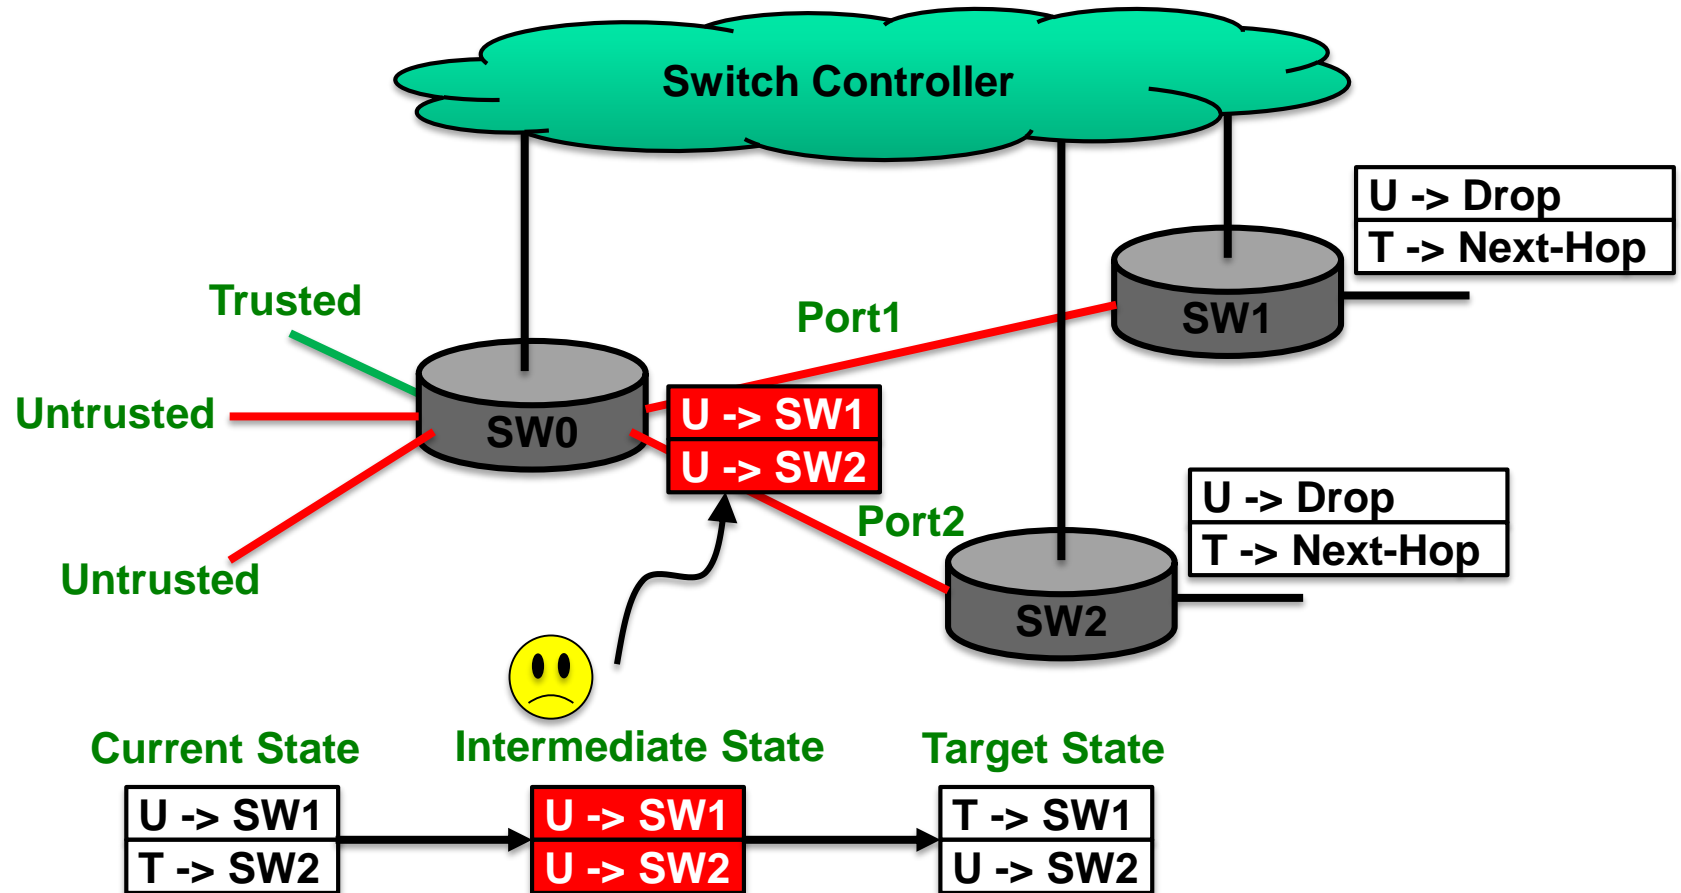 Switch Controller
U -> Drop
T -> Next-Hop
Trusted
Port1
SW1
Untrusted
SW0
U -> SW1
U -> SW2
U -> Drop
Port2
T -> Next-Hop
Untrusted
SW2
Current State
Intermediate State
Target State
U -> SW1
T -> SW2
U -> SW1
U -> SW2
T -> SW1
U -> SW2